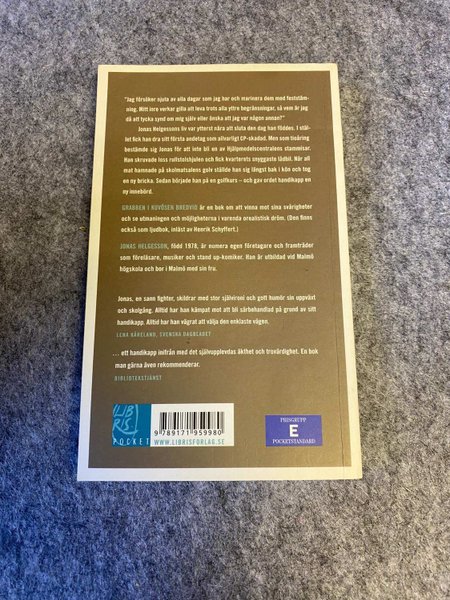 "Jag försöker njuta av alla dagar som jag har och marinera dom med feststäm-
ning. Mitt inre verkar gilla att leva trots alla yttre begränsningar, så vem är jag
då att tycka synd om mig själv eller önska att jag var någon annan?"
Jonas Helgessons liv var ytterst nära att sluta den dag han föddes. I stäl-
let fick han dra sitt första andetag som allvarligt CP-skadad. Men som tioåring
bestämde sig Jonas för att inte bli en av Hjälpmedelscentralens stammisar.
Han skruvade loss rullstolshjulen och fick kvarterets snyggaste lådbil. När all
mat hamnade på skolmatsalens golv ställde han sig längst bak i kön och tog
en ny bricka. Sedan började han på en golfkurs – och gav ordet handikapp en
ny innebörd.
GRABBEN I KUVÖSEN BREDVID är en bok om att vinna mot sina svårigheter
och se utmaningen och möjligheterna i varenda orealistisk dröm. (Den finns
också som ljudbok, inläst av Henrik Schyffert.)
JONAS HELGESSON, född 1978, är numera egen företagare och framträder
som föreläsare, musiker och stand up-komiker. Han är utbildad vid Malmö
högskola och bor i Malmö med sin fru.
Jonas, en sann fighter, skildrar med stor självironi och gott humör sin uppväxt
och skolgång. Alltid har han kämpat mot att bli särbehandlad på grund av sitt
handikapp. Alltid har han vägrat att välja den enklaste vägen.
LENA KÅRELAND, SVENSKA DAGBLADET
... ett handikapp inifrån med det självupplevdas äkthet och trovärdighet. En bok
man gärna även rekommenderar.
BIBLIOTEKSTJÄNST
LIB
RIS
POCKET
9 789171 959980
WWW.LIBRISFORLAG.SE
PRISGRUPP
E
POCKETSTANDARD